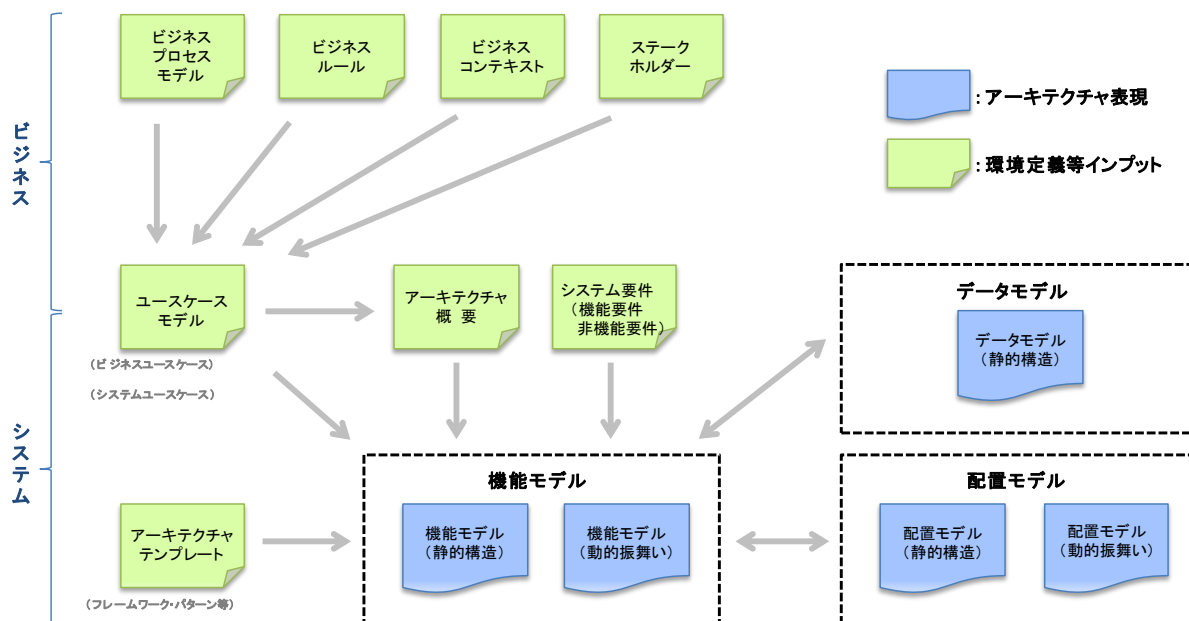 ビジネス
プロセス
モデル
ビジネス
ルール
ビジネス
コンテキスト
ステーク
ホルダー
：アーキテクチャ表現
：環境定義等インプット
ビジネス
ユースケース
モデル
（ビジネスユースケース）
（システムユースケース）
アーキテクチャ
概 要
システム要件
（機能要件
非機能要件）
データモデル
データモデル
（静的構造）
システム
アーキテクチャ
テンプレート
（フレームワーク・パターン等）
機能モデル
機能モデル
（静的構造）
機能モデル
（動的振舞い）
配置モデル
配置モデル
（静的構造）
配置モデル
（動的振舞い）